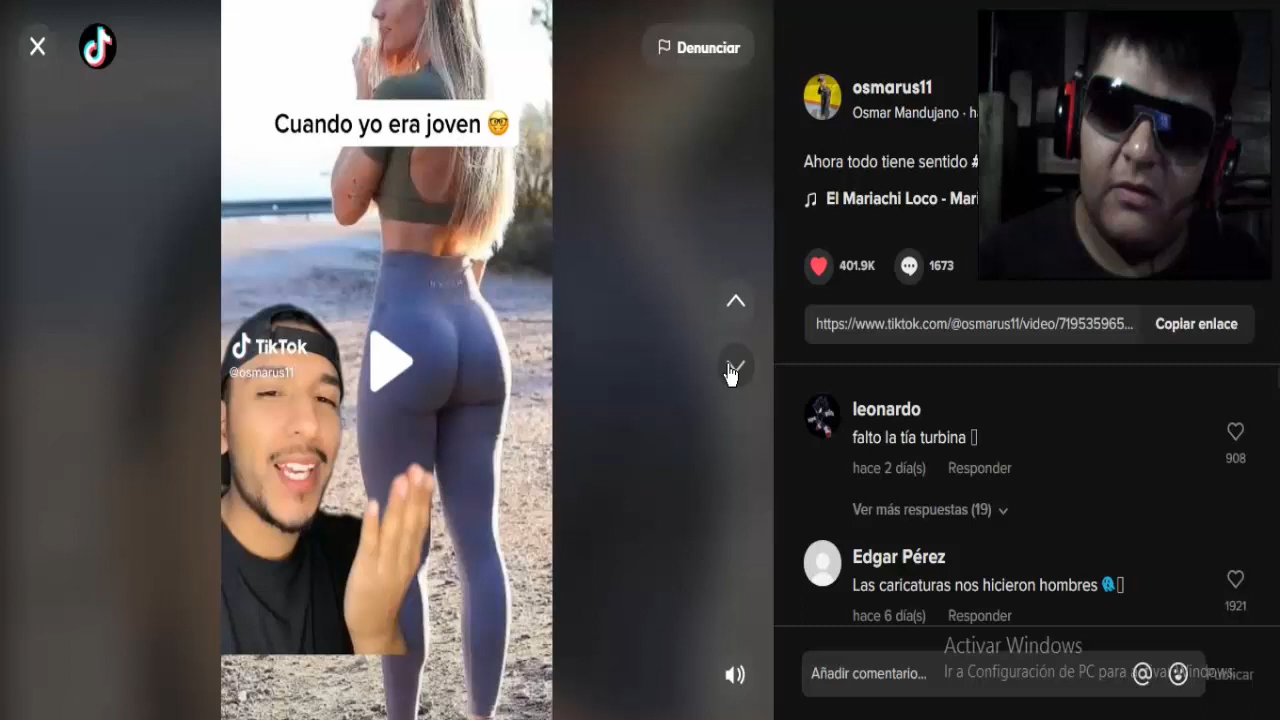 Denunciar
Cuando yo era joven
TikTok
@osmarus11
osmarus11
Osmar Mandujano ·
Ahora todo tiene sentido
El Mariachi Loco -
401.9K
1673
https://www.tiktok.com/@osmarus11/video/719535965...
Copiar enlace
leonardo
falto la tía turbina
908
hace 2 día(s)
Responder
Ver más respuestas (19)
Edgar Pérez
Las caricaturas nos hicieron hombres
1921
hace 6 día(s)
Responder
Activar Windows
Añadir comentario...
Ir a Configuración de PC para activar Windows.
Publicar